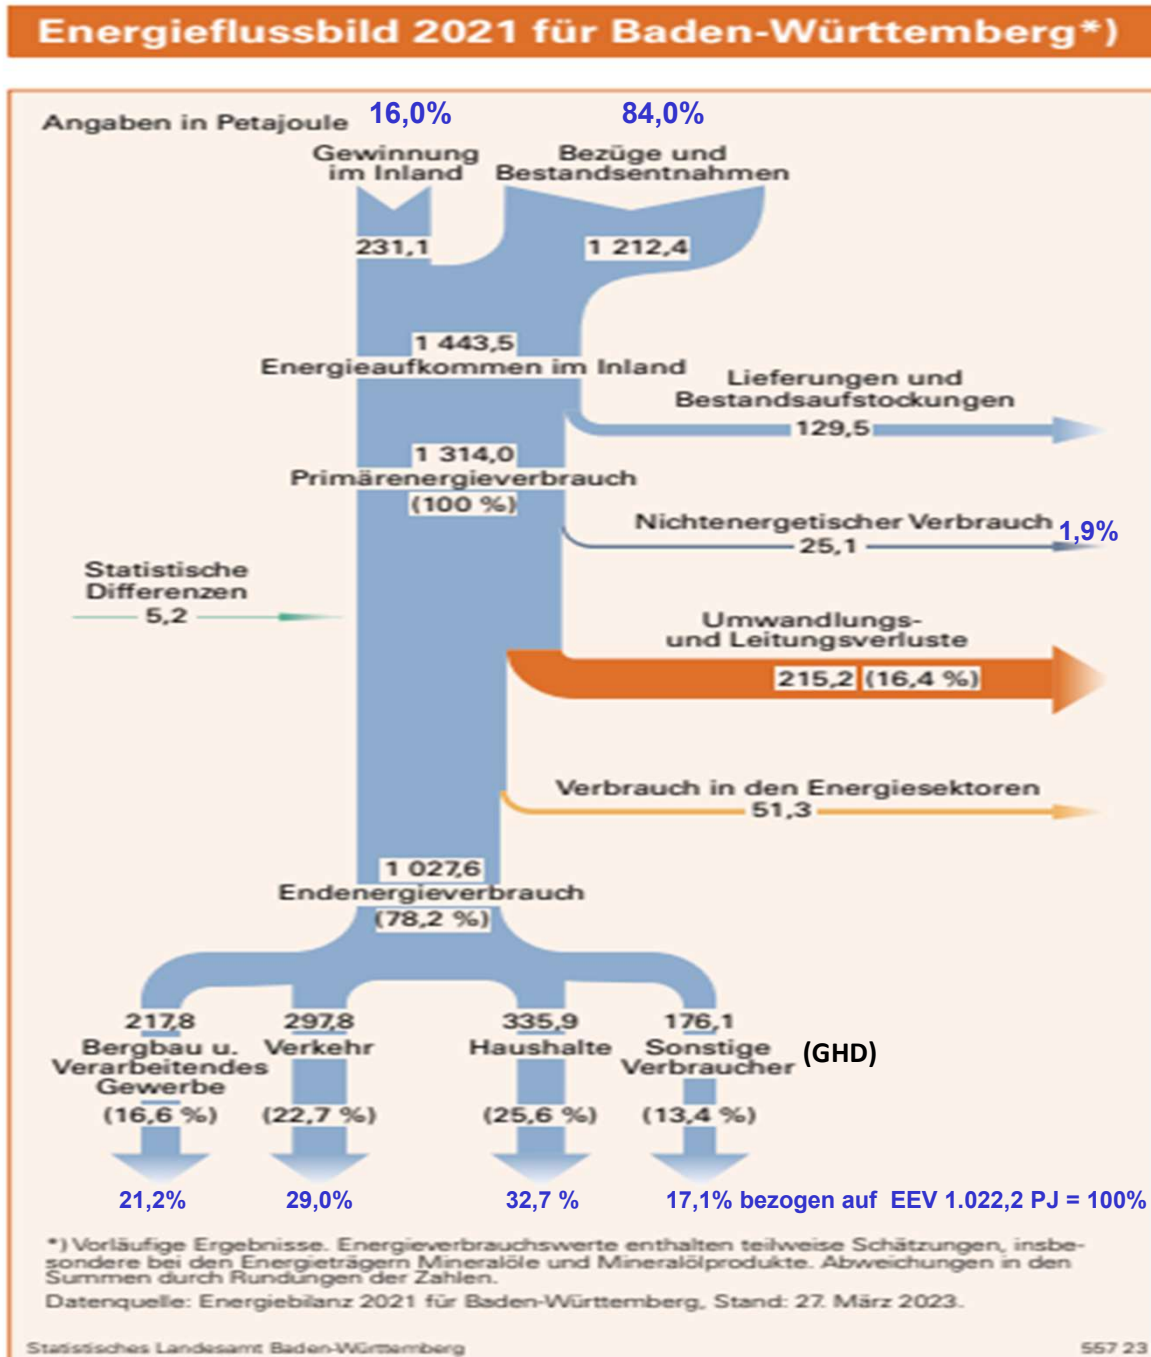 Energieflussbild 2021 für Baden-Württemberg*)
Angaben in Petajoule
16,0%
84,0%
Gewinnung
im Inland
Bezüge und
Bestandsentnahmen
231,1
1 212,4
1 443,5
Energieaufkommen im Inland
Lieferungen und
Bestandsaufstockungen
129,5
1 314,0
Primärenergieverbrauch
(100 %)
Nichtenergetischer Verbrauch 1,9%
25,1
Statistische
Differenzen
5,2
Umwandlungs-
und Leitungsverluste
215,2 (16,4 %)
Verbrauch in den Energiesektoren
51,3
1 027,6
Endenergieverbrauch
(78,2 %)
217,8
Bergbau u.
Verarbeitendes
Gewerbe
(16,6 %)
21,2%
297,8
Verkehr
(22,7 %)
29,0%
335,9
Haushalte
(25,6 %)
32,7 %
176,1
Sonstige
Verbraucher
(GHD)
(13,4 %)
17,1% bezogen auf EEV 1.022,2 PJ = 100%
*) Vorläufige Ergebnisse. Energieverbrauchswerte enthalten teilweise Schätzungen, insbe-
sondere bei den Energieträgern Mineralöle und Mineralölprodukte. Abweichungen in den
Summen durch Rundungen der Zahlen.
Datenquelle: Energiebilanz 2021 für Baden-Württemberg, Stand: 27. März 2023.
Statistisches Landesamt Baden-Württemberg
557 23